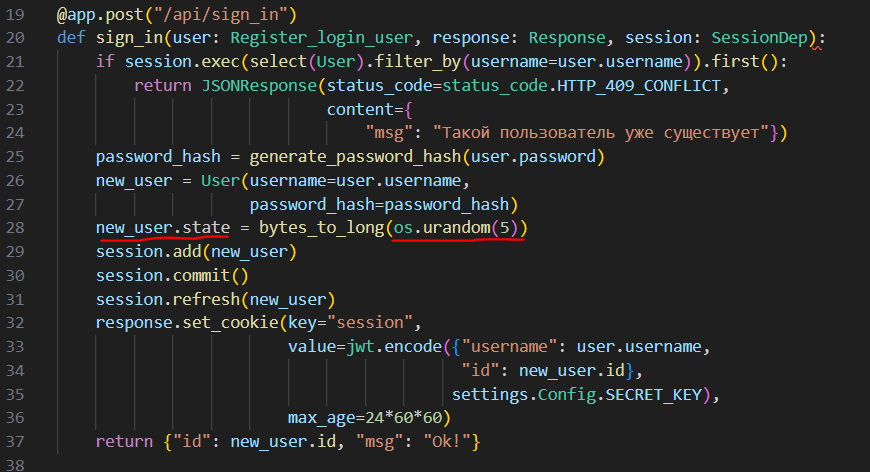 19 @app.post("/api/sign_in")
20 def sign_in(user: Register_login_user, response: Response, session: SessionDep):
21     if session.exec(select(User).filter_by(username=user.username)).first():
22         return JSONResponse(status_code=status_code.HTTP_409_CONFLICT,
23                             content={
24                                 "msg": "Такой пользователь уже существует"})
25     password_hash = generate_password_hash(user.password)
26     new_user = User(username=user.username,
27                     password_hash=password_hash)
28     new_user.state = bytes_to_long(os.urandom(5))
29     session.add(new_user)
30     session.commit()
31     session.refresh(new_user)
32     response.set_cookie(key="session",
33                         value=jwt.encode({"username": user.username,
34                                           "id": new_user.id},
35                                          settings.Config.SECRET_KEY),
36                         max_age=24*60*60)
37     return {"id": new_user.id, "msg": "Ok!"}
38